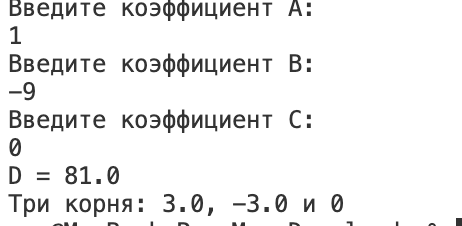 Введите коэффициент A:
1
Введите коэффициент B:
-9
Введите коэффициент C:
0
D = 81.0
Три корня: 3.0, -3.0 и 0